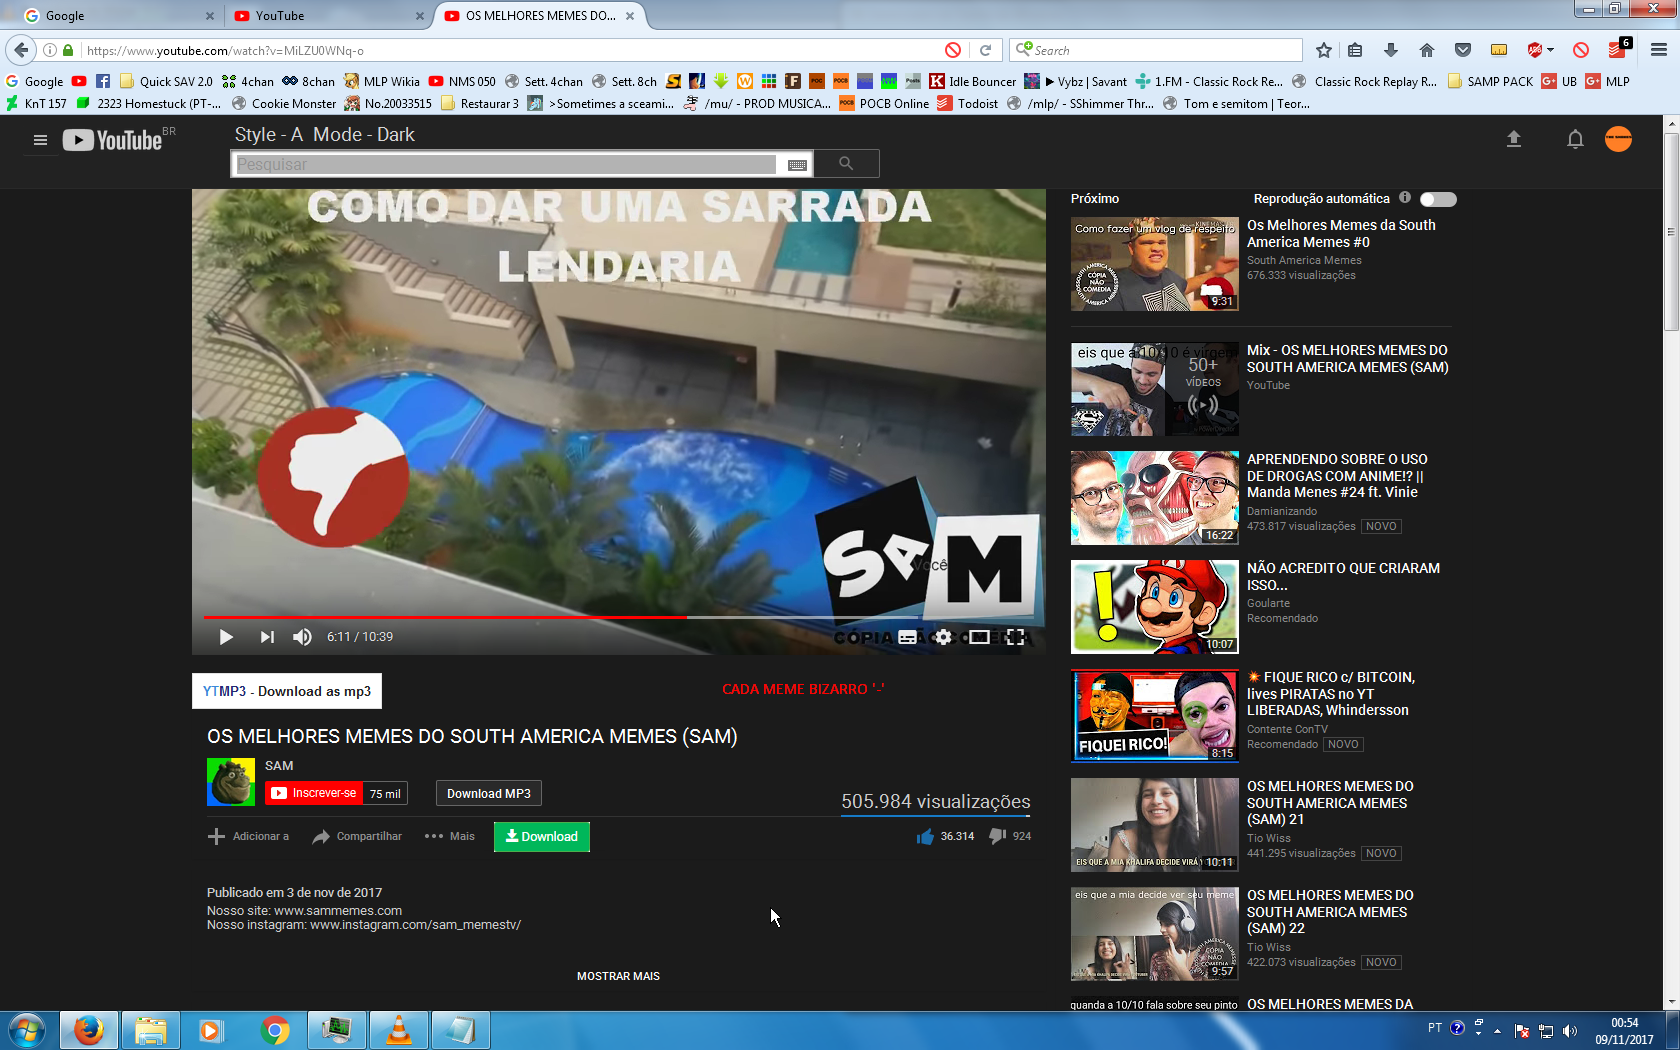 Google
YouTube
OS MELHORES MEMES DO...
https://www.youtube.com/watch?v=MiLZU0WNq-o
Search
ABP
6
Google
Quick SAV 2.0
4chan
8chan
MLP Wikia
NMS 050
Sett. 4chan
Sett. 8ch
Idle Bouncer
▶ Vybz | Savant
1.FM - Classic Rock Re...
Classic Rock Replay R...
SAMP PACK
UB
MLP
KnT 157
2323 Homestuck (PT-...
Cookie Monster
No.20033515
Restaurar 3
>Sometimes a sceami...
/mu/ - PROD MUSICA...
POCB Online
Todoist
/mlp/ - SShimmer Thr...
Tom e semitom | Teor...
YouTube BR
Style - A Mode - Dark
Pesquisar
COMO DAR UMA SARRADA
LENDARIA
SAM
Você
CÓPIA NÃO COMÉDIA
6:11 / 10:39
YTMP3 - Download as mp3
CADA MEME BIZARRO '-'
OS MELHORES MEMES DO SOUTH AMERICA MEMES (SAM)
SAM
Inscrever-se
75 mil
Download MP3
505.984 visualizações
Adicionar a
Compartilhar
Mais
Download
36.314
924
Publicado em 3 de nov de 2017
Nosso site: www.sammemes.com
Nosso instagram: www.instagram.com/sam_memestv/
MOSTRAR MAIS
Próximo
Reprodução automática
Como fazer um vlog de respeito
CÓPIA
NÃO
COMÉDIA
9:31
Os Melhores Memes da South
America Memes #0
South America Memes
676.333 visualizações
eis que a 10/10 é virgem
50+
VÍDEOS
Mix - OS MELHORES MEMES DO
SOUTH AMERICA MEMES (SAM)
YouTube
16:22
APRENDENDO SOBRE O USO
DE DROGAS COM ANIME!? ||
Manda Menes #24 ft. Vinie
Damianizando
473.817 visualizações
NOVO
10:07
NÃO ACREDITO QUE CRIARAM
ISSO...
Goularte
Recomendado
FIQUEI RICO!
8:15
FIQUE RICO c/ BITCOIN,
lives PIRATAS no YT
LIBERADAS, Whindersson
Contente ConTV
Recomendado
NOVO
EIS QUE A MIA KHALIFA DECIDE VIRÁ
10:11
OS MELHORES MEMES DO
SOUTH AMERICA MEMES
(SAM) 21
Tio Wiss
441.295 visualizações
NOVO
eis que a mia decide ver seu meme
CÓPIA
NÃO
COMÉDIA
9:57
OS MELHORES MEMES DO
SOUTH AMERICA MEMES
(SAM) 22
Tio Wiss
422.073 visualizações
NOVO
quanda a 10/10 fala sobre seu pinto
OS MELHORES MEMES DA
PT
00:54
09/11/2017